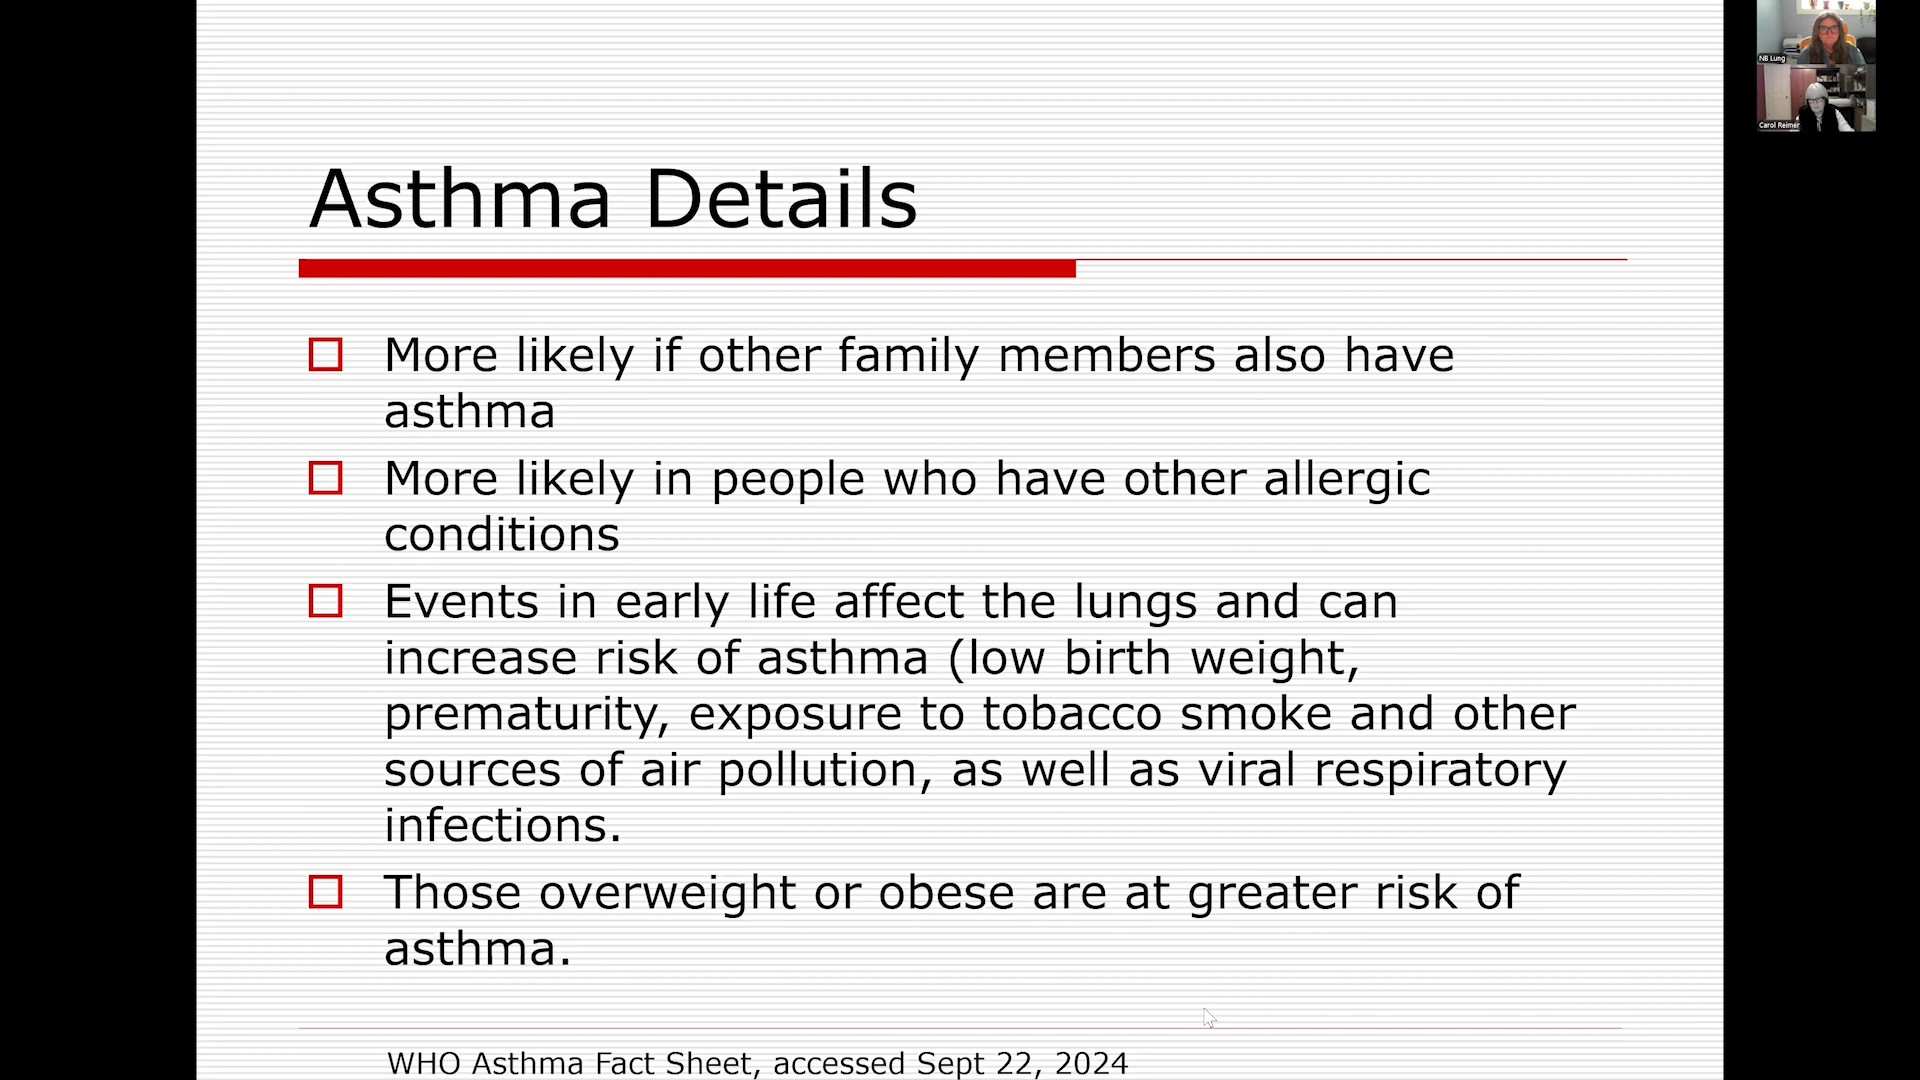 NB Lung
Carol Reimer
Asthma Details
More likely if other family members also have
asthma
More likely in people who have other allergic
conditions
Events in early life affect the lungs and can
increase risk of asthma (low birth weight,
prematurity, exposure to tobacco smoke and other
sources of air pollution, as well as viral respiratory
infections.
Those overweight or obese are at greater risk of
asthma.
WHO Asthma Fact Sheet, accessed Sept 22, 2024